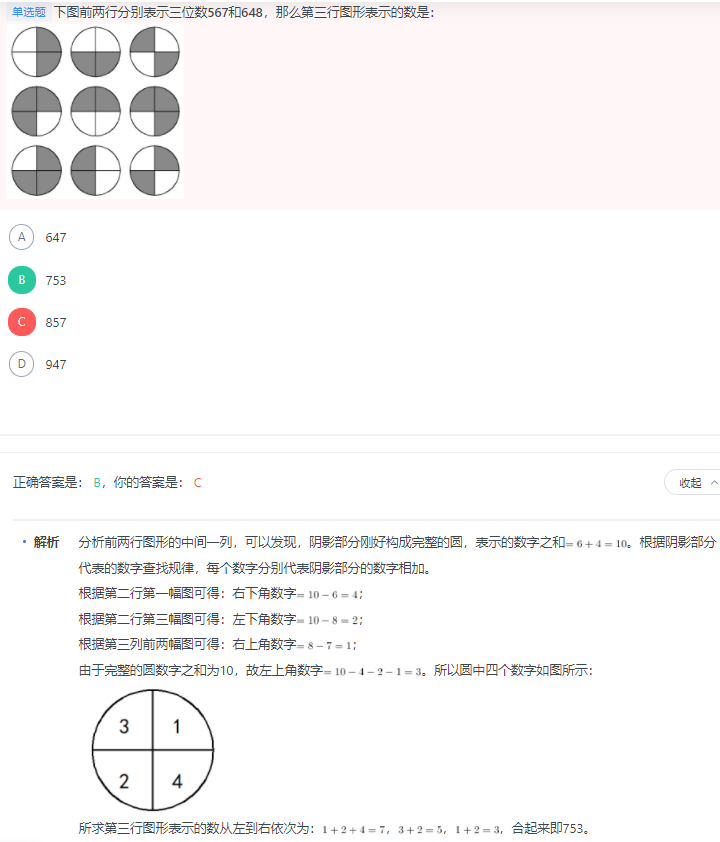 单选题 下图前两行分别表示三位数567和648，那么第三行图形表示的数是：
A 647
B 753
C 857
D 947
正确答案是： B，你的答案是： C
收起
• 解析 分析前两行图形的中间一列，可以发现，阴影部分刚好构成完整的圆，表示的数字之和= 6 + 4 = 10。根据阴影部分
代表的数字查找规律，每个数字分别代表阴影部分的数字相加。
根据第二行第一幅图可得：右下角数字= 10 − 6 = 4；
根据第二行第三幅图可得：左下角数字= 10 − 8 = 2；
根据第三列前两幅图可得：右上角数字= 8 − 7 = 1；
由于完整的圆数字之和为10，故左上角数字= 10 − 4 − 2 − 1 = 3。所以圆中四个数字如图所示：
3 1
2 4
所求第三行图形表示的数从左到右依次为：1 + 2 + 4 = 7，3 + 2 = 5，1 + 2 = 3，合起来即753。